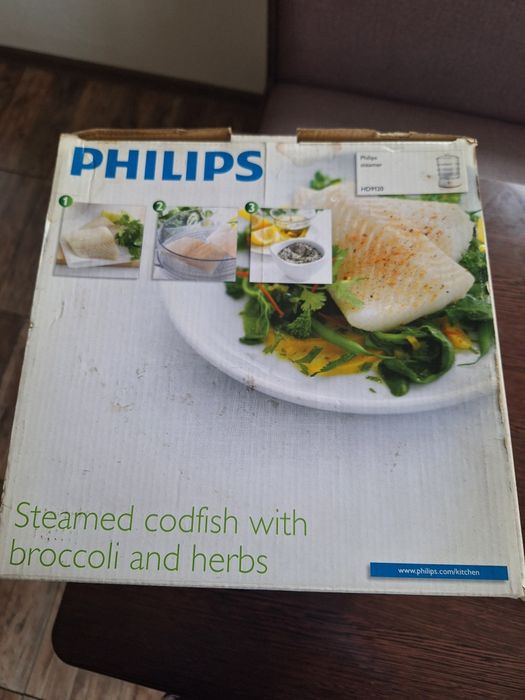 PHILIPS
Philips
steamer
HD9120
1
2
3
Steamed codfish with
broccoli and herbs
www.philips.com/kitchen